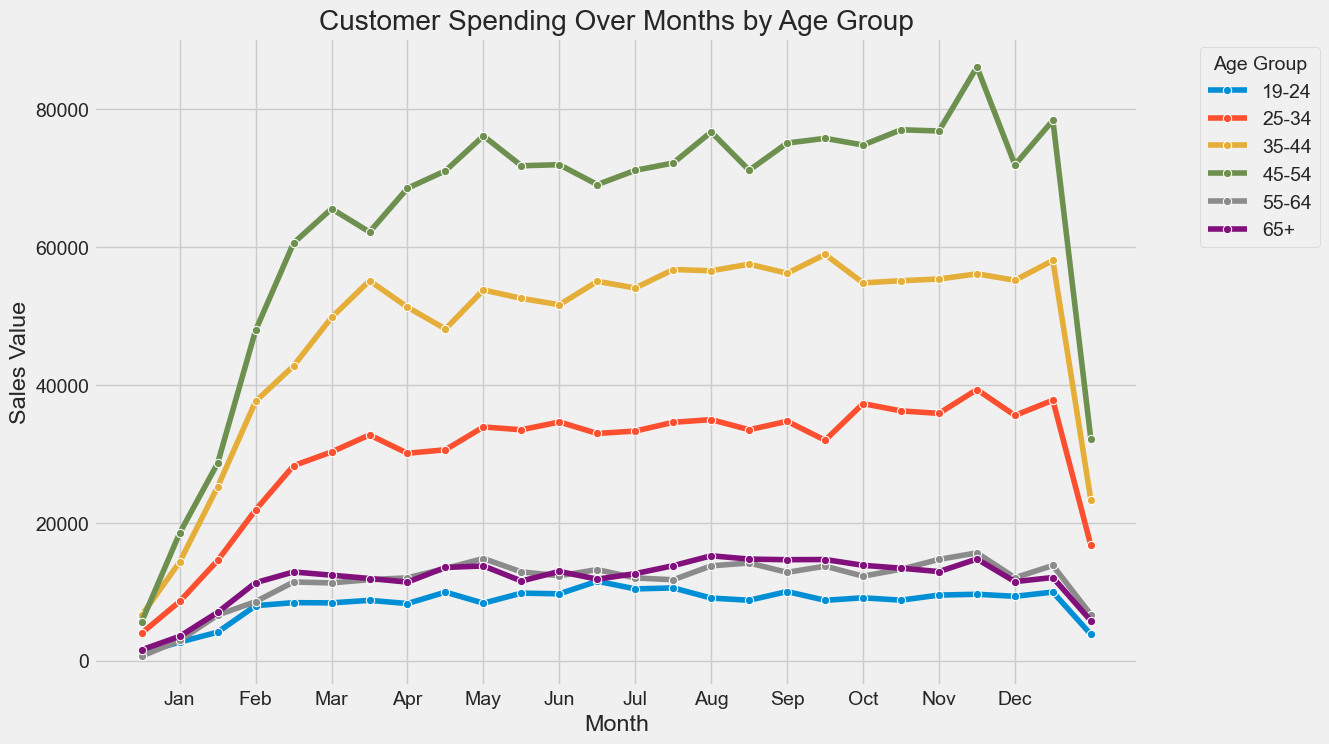 Customer Spending Over Months by Age Group
Age Group
19-24
25-34
35-44
45-54
55-64
65+
Sales Value
80000
60000
40000
20000
0
Jan Feb Mar Apr May Jun Jul Aug Sep Oct Nov Dec
Month